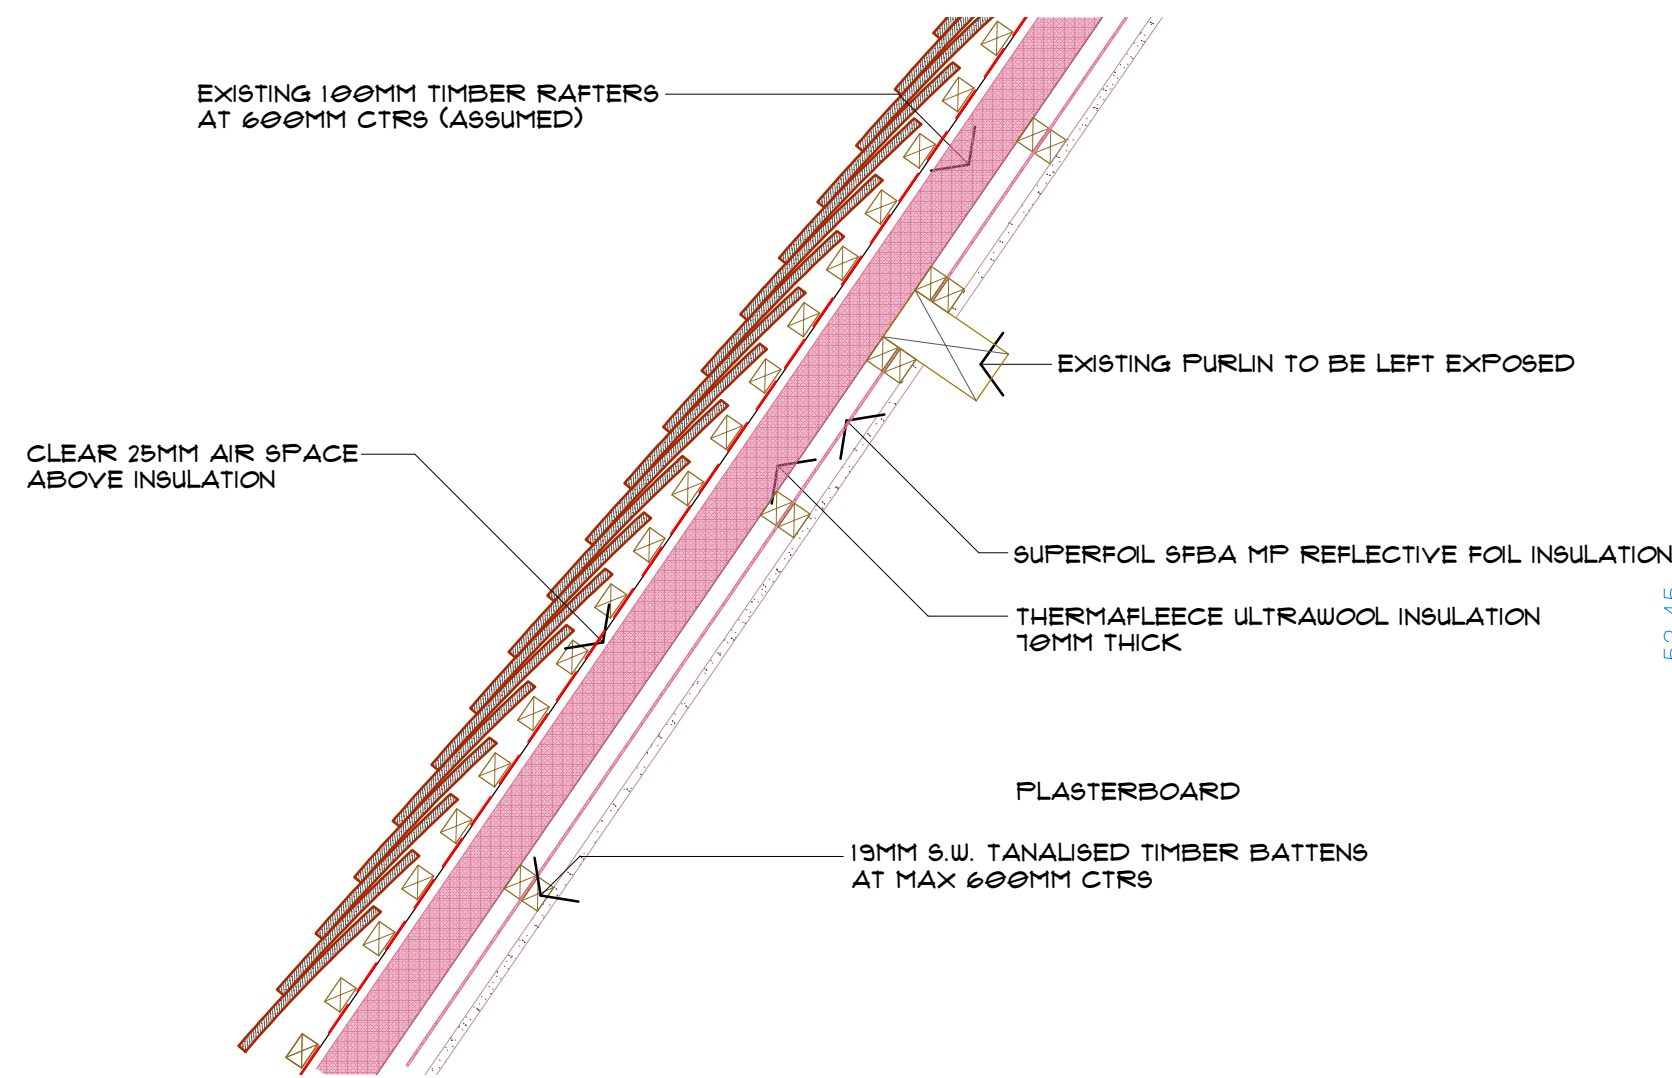 EXISTING 100MM TIMBER RAFTERS
AT 600MM CTRS (ASSUMED)
EXISTING PURLIN TO BE LEFT EXPOSED
CLEAR 25MM AIR SPACE
ABOVE INSULATION
SUPERFOIL SFBA MP REFLECTIVE FOIL INSULATION
THERMAFLEECE ULTRAWOOL INSULATION
70MM THICK
PLASTERBOARD
19MM S.W. TANALISED TIMBER BATTENS
AT MAX 600MM CTRS